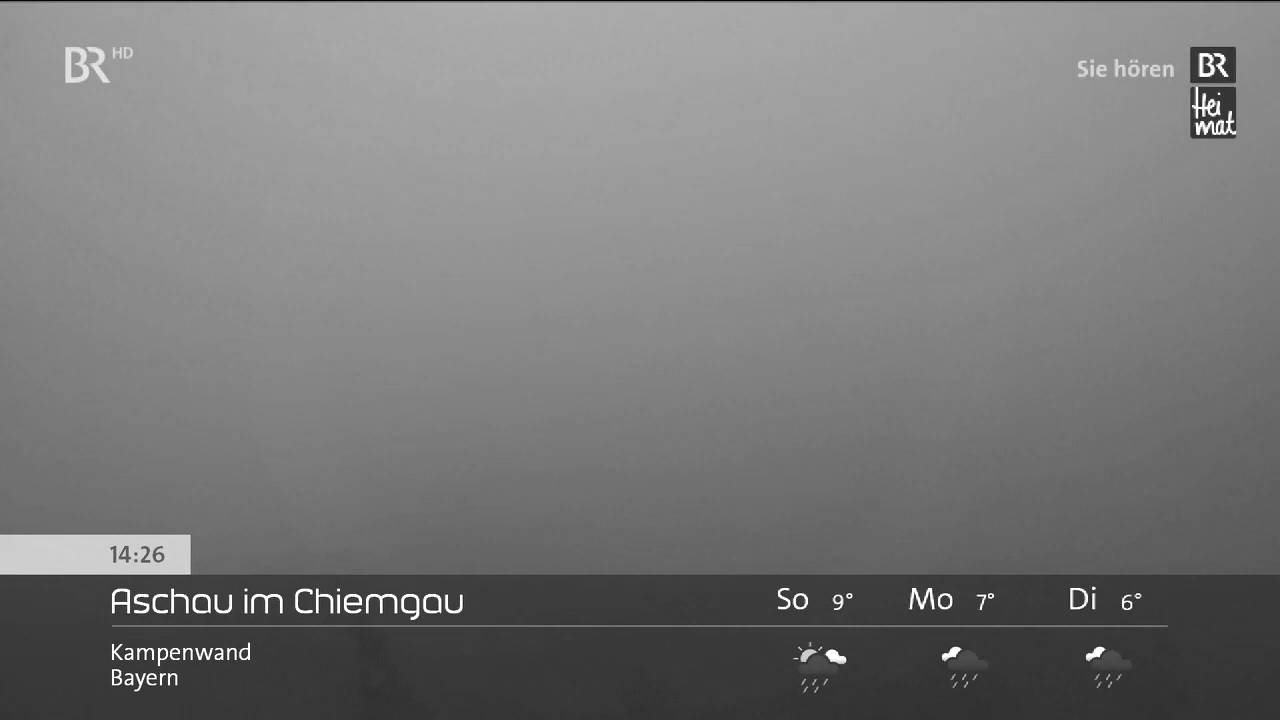 BR HD
Sie hören BR
Hei
mat
14:26
Aschau im Chiemgau
So 9° Mo 7° Di 6°
Kampenwand
Bayern